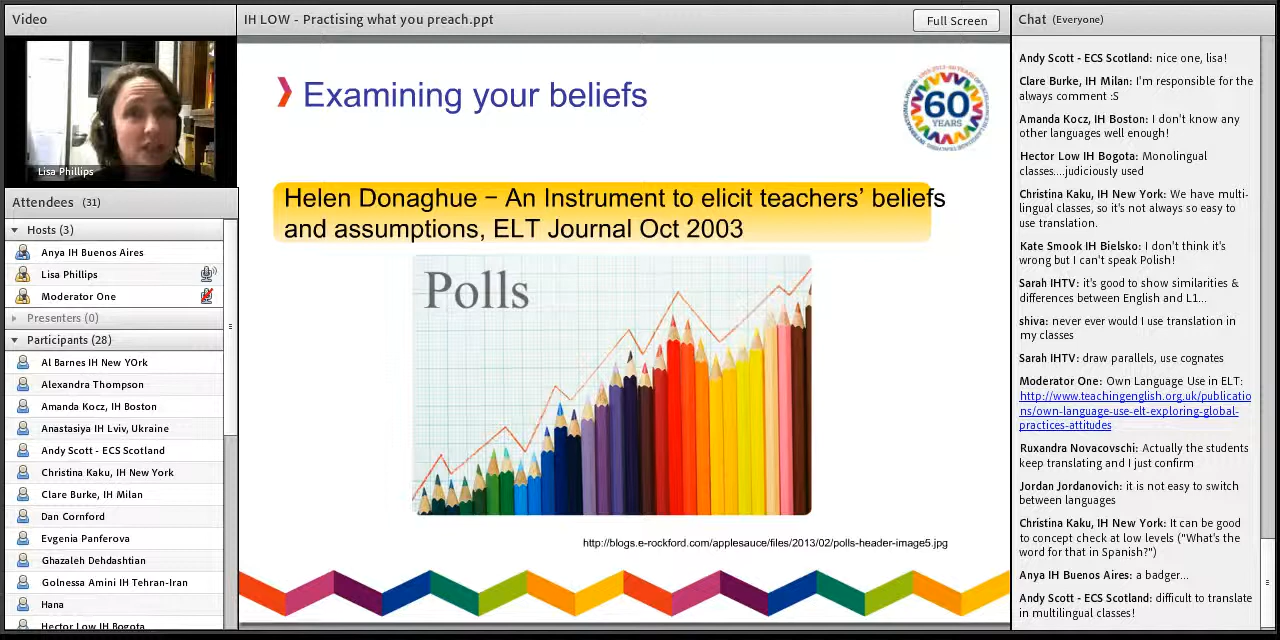 Video
IH LOW - Practising what you preach.ppt
Full Screen
Chat (Everyone)
Lisa Phillips
Attendees (31)
Hosts (3)
Anya IH Buenos Aires
Lisa Phillips
Moderator One
Presenters (0)
Participants (28)
Al Barnes IH New YOrk
Alexandra Thompson
Amanda Kocz, IH Boston
Anastasiya IH Lviv, Ukraine
Andy Scott - ECS Scotland
Christina Kaku, IH New York
Clare Burke, IH Milan
Dan Cornford
Evgenia Panferova
Ghazaleh Dehdashtian
Golnessa Amini IH Tehran-Iran
Hana
Hector Low IH Bogota
Examining your beliefs
60
YEARS
Helen Donaghue – An Instrument to elicit teachers’ beliefs
and assumptions, ELT Journal Oct 2003
Polls
http://blogs.e-rockford.com/applesauce/files/2013/02/polls-header-image5.jpg
Andy Scott - ECS Scotland: nice one, lisa!
Clare Burke, IH Milan: I'm responsible for the
always comment :S
Amanda Kocz, IH Boston: I don't know any
other languages well enough!
Hector Low IH Bogota: Monolingual
classes....judiciously used
Christina Kaku, IH New York: We have multi-
lingual classes, so it's not always so easy to
use translation.
Kate Smook IH Bielsko: I don't think it's
wrong but I can't speak Polish!
Sarah IHTV: it's good to show similarities &
differences between English and L1...
shiva: never ever would I use translation in
my classes
Sarah IHTV: draw parallels, use cognates
Moderator One: Own Language Use in ELT:
http://www.teachingenglish.org.uk/publicatio
ns/own-language-use-elt-exploring-global-
practices-attitudes
Ruxandra Novacovschi: Actually the students
keep translating and I just confirm
Jordan Jordanovich: it is not easy to switch
between languages
Christina Kaku, IH New York: It can be good
to concept check at low levels ("What's the
word for that in Spanish?")
Anya IH Buenos Aires: a badger...
Andy Scott - ECS Scotland: difficult to translate
in multilingual classes!